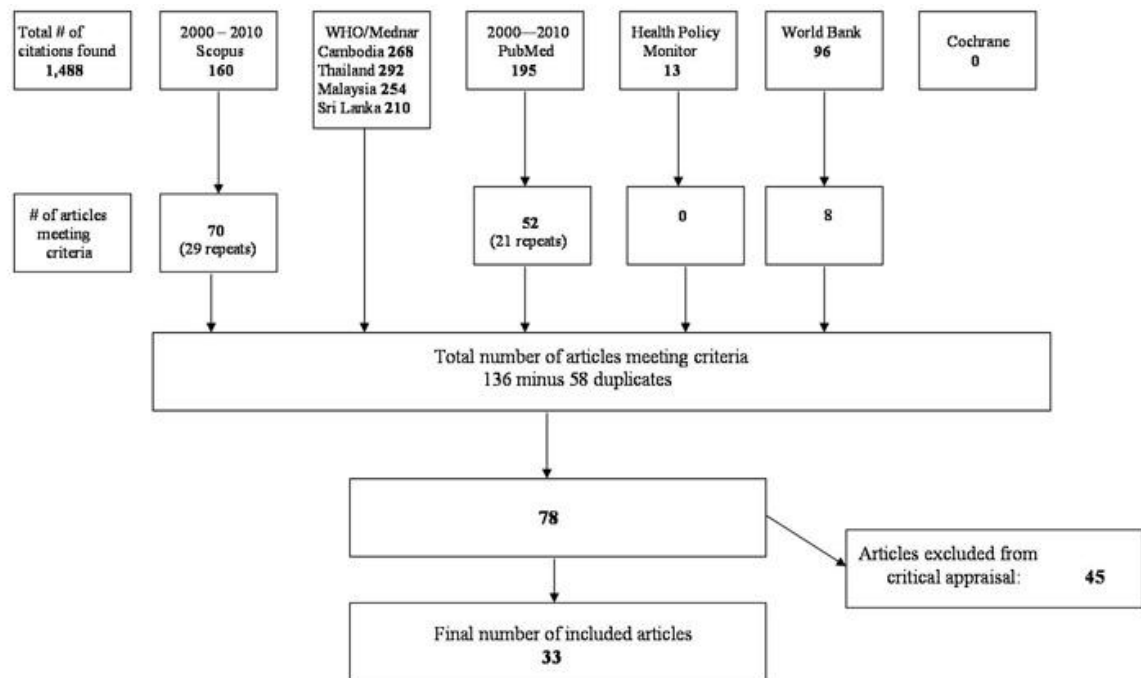 Total # of
citations found
1,488
2000 – 2010
Scopus
160
WHO/Mednar
Cambodia 268
Thailand 292
Malaysia 254
Sri Lanka 210
2000—2010
PubMed
195
Health Policy
Monitor
13
World Bank
96
Cochrane
0
# of articles
meeting
criteria
70
(29 repeats)
52
(21 repeats)
0
8
Total number of articles meeting criteria
136 minus 58 duplicates
78
Articles excluded from
critical appraisal: 45
Final number of included articles
33